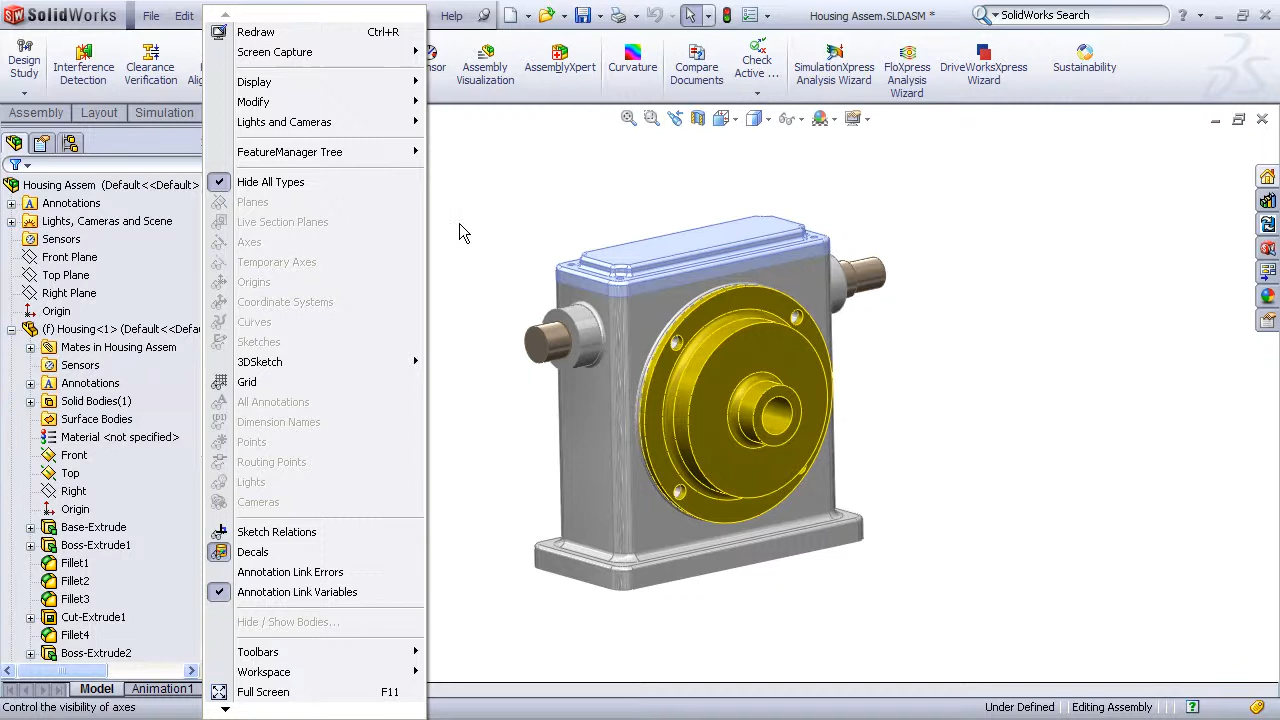 SolidWorks
File
Edit
Help
Housing Assem.SLDASM
SolidWorks Search
Design
Study
Interference
Detection
Clearance
Verification
Assembly
Visualization
AssemblyXpert
Curvature
Compare
Documents
Check
Active ...
SimulationXpress
Analysis Wizard
FloXpress
Analysis
Wizard
DriveWorksXpress
Wizard
Sustainability
Assembly
Layout
Simulation
Redraw Ctrl+R
Screen Capture
Display
Modify
Lights and Cameras
FeatureManager Tree
Hide All Types
Planes
Live Section Planes
Axes
Temporary Axes
Origins
Coordinate Systems
Curves
Sketches
3DSketch
Grid
All Annotations
Dimension Names
Points
Routing Points
Lights
Cameras
Sketch Relations
Decals
Annotation Link Errors
Annotation Link Variables
Hide / Show Bodies...
Toolbars
Workspace
Full Screen F11
Housing Assem (Default<<Default>
Annotations
Lights, Cameras and Scene
Sensors
Front Plane
Top Plane
Right Plane
Origin
(f) Housing<1> (Default<<Defau
Mates in Housing Assem
Sensors
Annotations
Solid Bodies(1)
Surface Bodies
Material <not specified>
Front
Top
Right
Origin
Base-Extrude
Boss-Extrude1
Fillet1
Fillet2
Fillet3
Cut-Extrude1
Fillet4
Boss-Extrude2
Model
Animation1
Control the visibility of axes
Under Defined
Editing Assembly